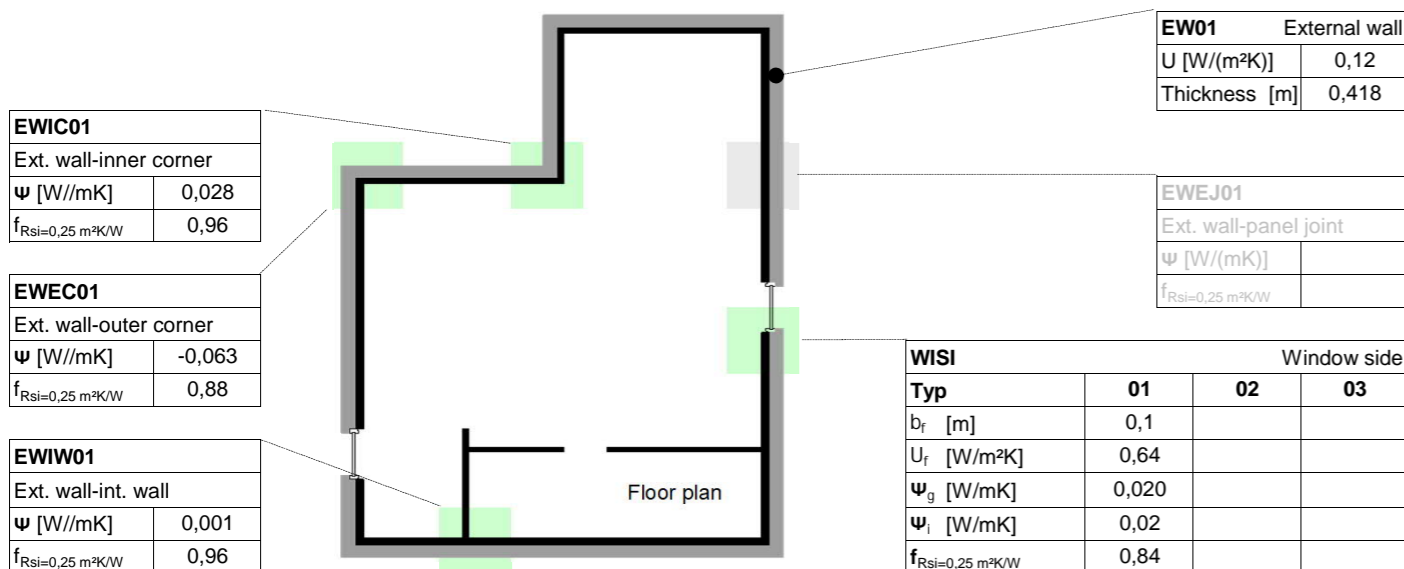 EWIC01
Ext. wall-inner corner
Ψ [W//mK] 0,028
fRsi=0,25 m²K/W 0,96
EWEC01
Ext. wall-outer corner
Ψ [W//mK] -0,063
fRsi=0,25 m²K/W 0,88
EWIW01
Ext. wall-int. wall
Ψ [W//mK] 0,001
fRsi=0,25 m²K/W 0,96
Floor plan
EW01 External wall
U [W/(m²K)] 0,12
Thickness [m] 0,418
EWEJ01
Ext. wall-panel joint
Ψ [W/(mK)]
fRsi=0,25 m²K/W
WISI Window side
Typ 01 02 03
bf [m] 0,1
Uf [W/m²K] 0,64
Ψg [W/mK] 0,020
Ψi [W/mK] 0,02
fRsi=0,25 m²K/W 0,84